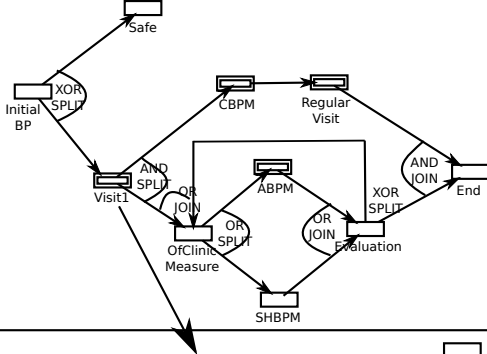 Safe
XOR
SPLIT
Initial
BP
CBPM
Regular
Visit
AND
SPLIT
Visit1
OR
JOIN
ABPM
AND
JOIN
XOR
SPLIT
End
OfClinic
Measure
OR
SPLIT
OR
JOIN
Evaluation
SHBPM